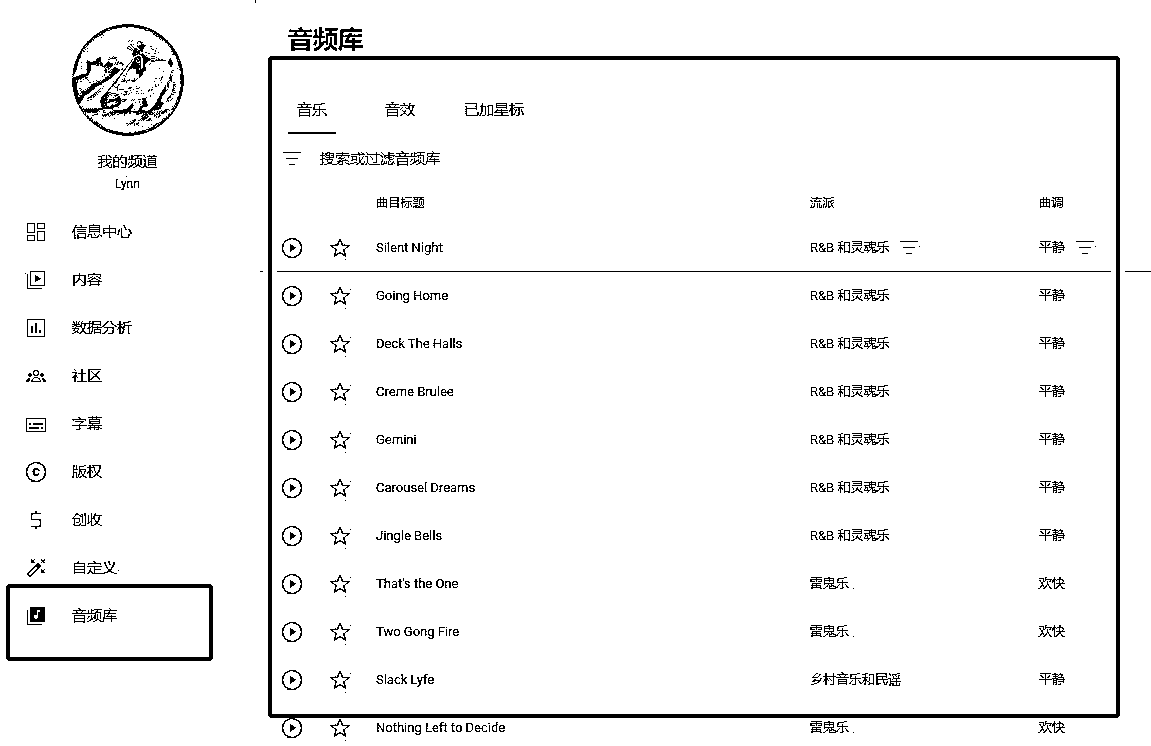 音频库
我的频道
Lynn
信息中心
内容
数据分析
社区
字幕
版权
创收
自定义
音频库
音乐 音效 已加星标
搜索或过滤音频库
曲目标题 流派 曲调
Silent Night R&B 和灵魂乐 平静
Going Home R&B 和灵魂乐 平静
Deck The Halls R&B 和灵魂乐 平静
Creme Brulee R&B 和灵魂乐 平静
Gemini R&B 和灵魂乐 平静
Carousel Dreams R&B 和灵魂乐 平静
Jingle Bells R&B 和灵魂乐 平静
That's the One 雷鬼乐 欢快
Two Gong Fire 雷鬼乐 欢快
Slack Lyfe 乡村音乐和民谣 平静
Nothing Left to Decide 雷鬼乐 欢快